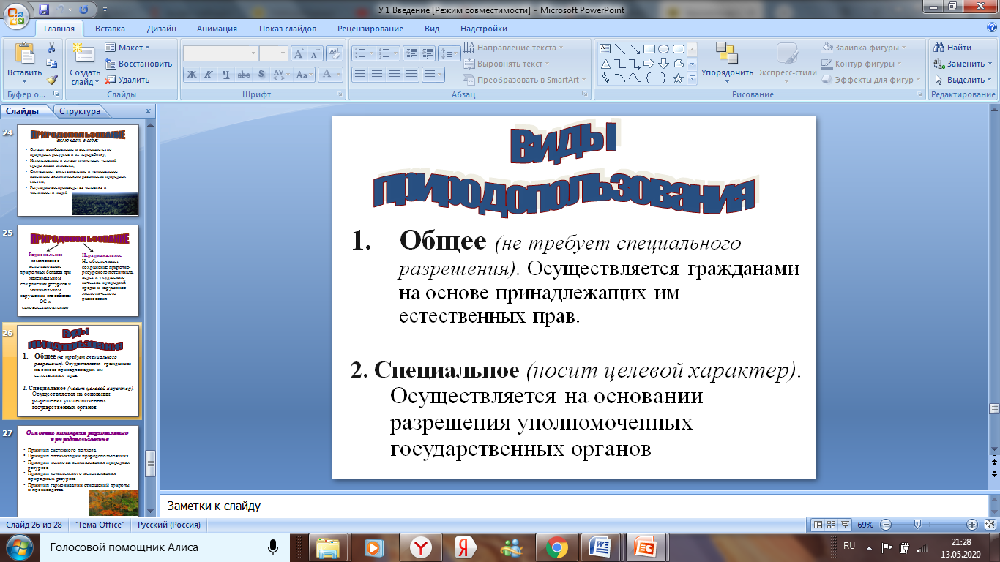 У 1 Введение [Режим совместимости] - Microsoft PowerPoint
Главная Вставка Дизайн Анимация Показ слайдов Рецензирование Вид Надстройки
Вставить
Буфер о...
Создать слайд
Макет
Восстановить
Удалить
Слайды
Ж К Ч abc S AV Aa A
Шрифт
Направление текста
Выровнять текст
Преобразовать в SmartArt
Абзац
Упорядочить
Экспресс-стили
Заливка фигуры
Контур фигуры
Эффекты для фигур
Рисование
Найти
Заменить
Выделить
Редактирование
Слайды Структура x
24
ПРИРОДОПОЛЬЗОВАНИЕ
включает в себя:
• Охрану, возобновление и воспроизводство
природных ресурсов и их переработку;
• Использование и охрану природных условий
среды жизни человека;
• Сохранение, восстановление и рациональное
изменение экологического равновесия природных
систем;
• Регуляцию воспроизводства человека и
численности людей
25
ПРИРОДОПОЛЬЗОВАНИЕ
Рациональное
комплексное
использование
природных богатств при
максимальном
сохранении ресурсов и
минимальном
нарушении способности
ОС к
самовосстановлению
Нерациональное
Не обеспечивает
сохранение природно-
ресурсного потенциала,
ведет к ухудшению
качества природной
среды и нарушению
экологического
равновесия
26
Виды
природопользования
1. Общее (не требует специального
разрешения). Осуществляется гражданами
на основе принадлежащих им
естественных прав.
2. Специальное (носит целевой характер).
Осуществляется на основании
разрешения уполномоченных
государственных органов
27
Основные положения рационального
природопользования
• Принцип системного подхода
• Принцип оптимизации природопользования
• Принцип полноты использования природных
ресурсов
• Принцип комплексного использования
природных ресурсов
• Принцип гармонизации отношений природы
и производства
Виды
природопользования
1. Общее (не требует специального
разрешения). Осуществляется гражданами
на основе принадлежащих им
естественных прав.
2. Специальное (носит целевой характер).
Осуществляется на основании
разрешения уполномоченных
государственных органов
Заметки к слайду
Слайд 26 из 28 "Тема Office" Русский (Россия) 69%
Голосовой помощник Алиса
RU
21:28
13.05.2020